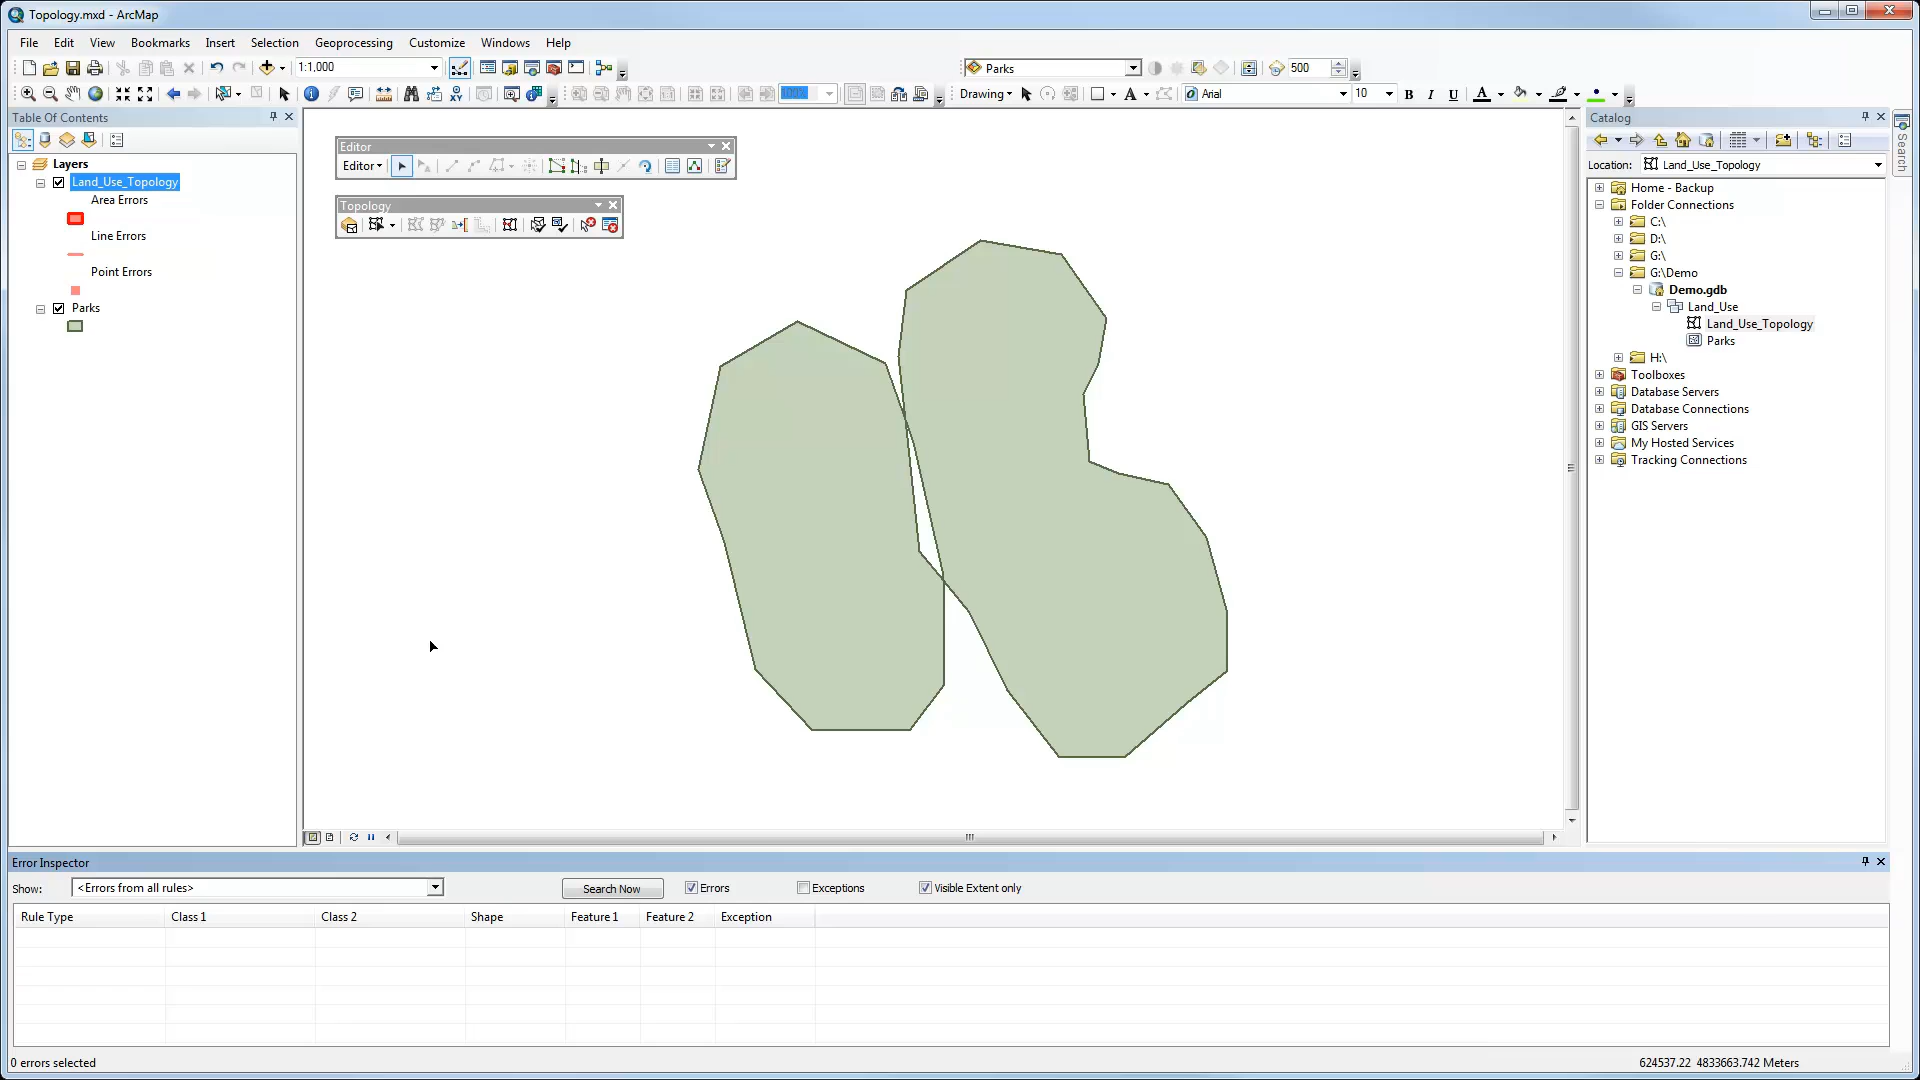 Topology.mxd - ArcMap
File Edit View Bookmarks Insert Selection Geoprocessing Customize Windows Help
1:1,000
Parks
500
Drawing
A
Arial
10
B I U A
Table Of Contents
Layers
Land_Use_Topology
Area Errors
Line Errors
Point Errors
Parks
Editor
Editor
Topology
Catalog
Search
Location: Land_Use_Topology
Home - Backup
Folder Connections
C:\
D:\
G:\
G:\Demo
Demo.gdb
Land_Use
Land_Use_Topology
Parks
H:\
Toolboxes
Database Servers
Database Connections
GIS Servers
My Hosted Services
Tracking Connections
Error Inspector
Show: <Errors from all rules> Search Now Errors Exceptions Visible Extent only
Rule Type Class 1 Class 2 Shape Feature 1 Feature 2 Exception
0 errors selected
624537.22 4833663.742 Meters